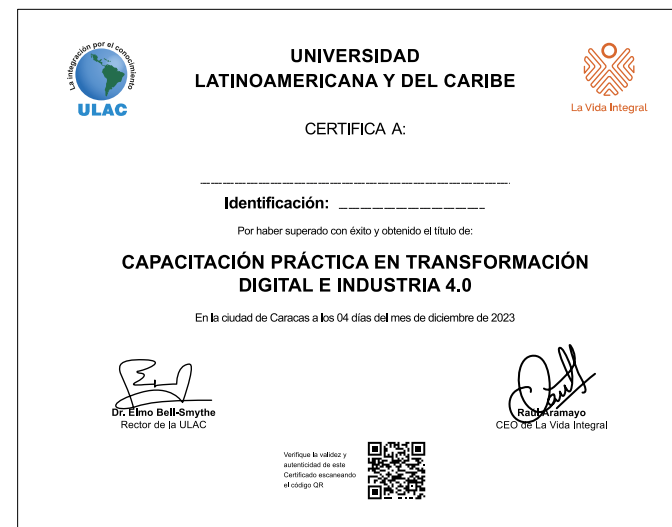 La integración por el conocimiento
ULAC
UNIVERSIDAD
LATINOAMERICANA Y DEL CARIBE
La Vida Integral
CERTIFICA A:
Identificación:
Por haber superado con éxito y obtenido el título de:
CAPACITACIÓN PRÁCTICA EN TRANSFORMACIÓN
DIGITAL E INDUSTRIA 4.0
En la ciudad de Caracas a los 04 días del mes de diciembre de 2023
Dr. Elmo Bell-Smythe
Rector de la ULAC
Raúl Aramayo
CEO de La Vida Integral
Verifique la validez y
autenticidad de este
Certificado escaneando
el código QR